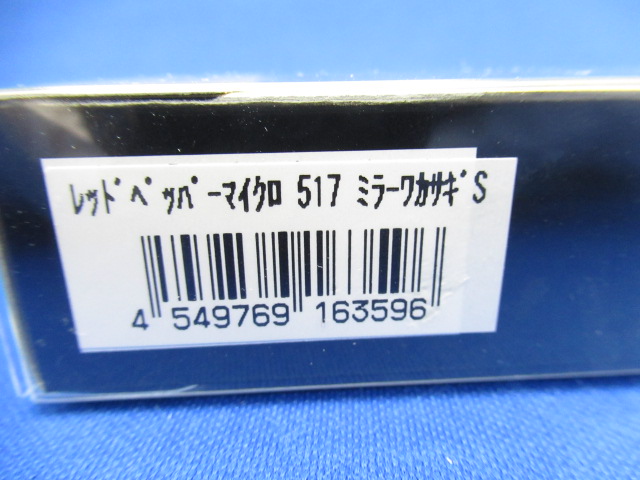 ﾚｯﾄﾞﾍﾟｯﾊﾟｰﾏｲｸﾛ 517 ﾐﾗｰﾜｶｻｷﾞS
4 549769 163596